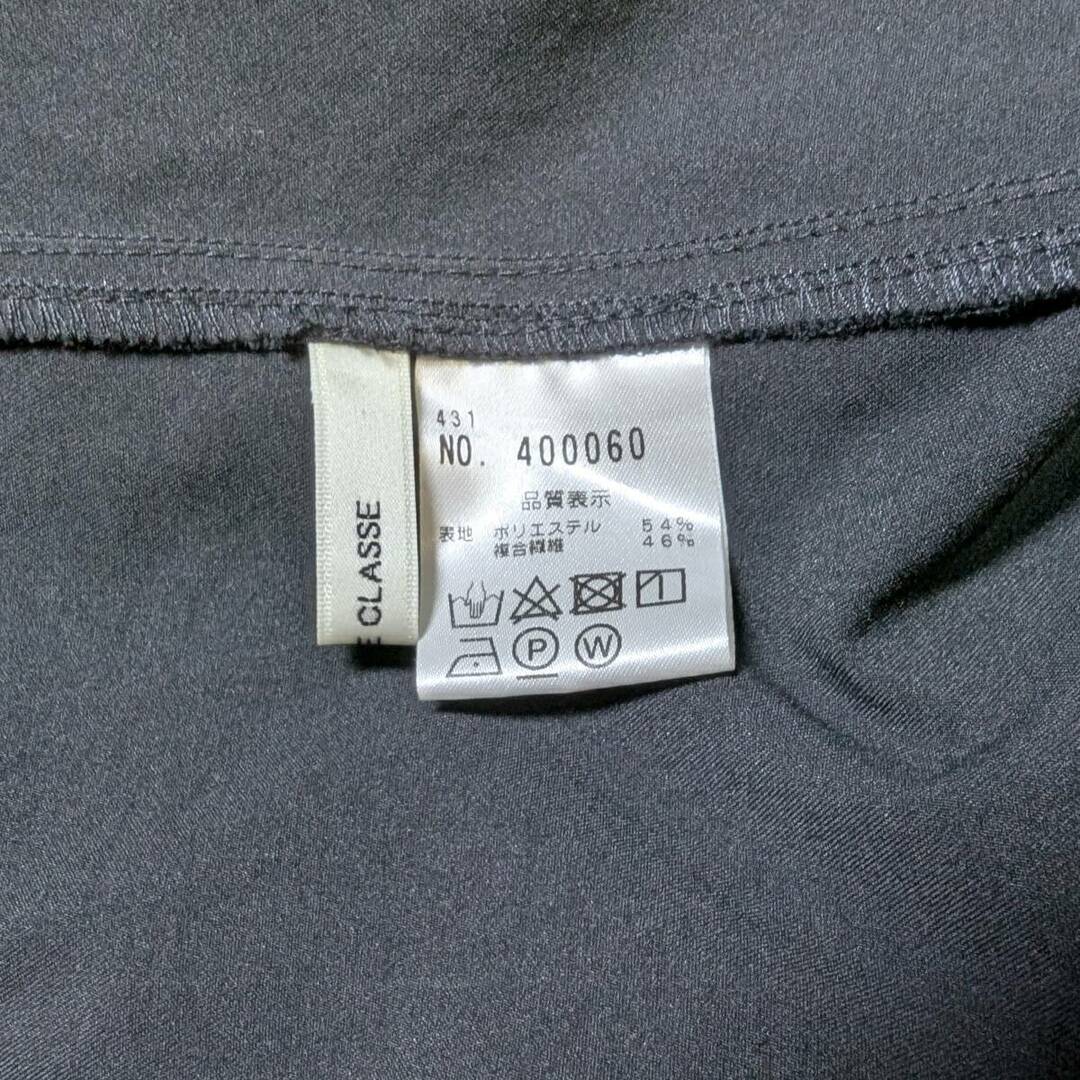 431
NO. 400060
品質表示
表地 ポリエステル 54%
複合繊維 46%
P W
E CLASSE